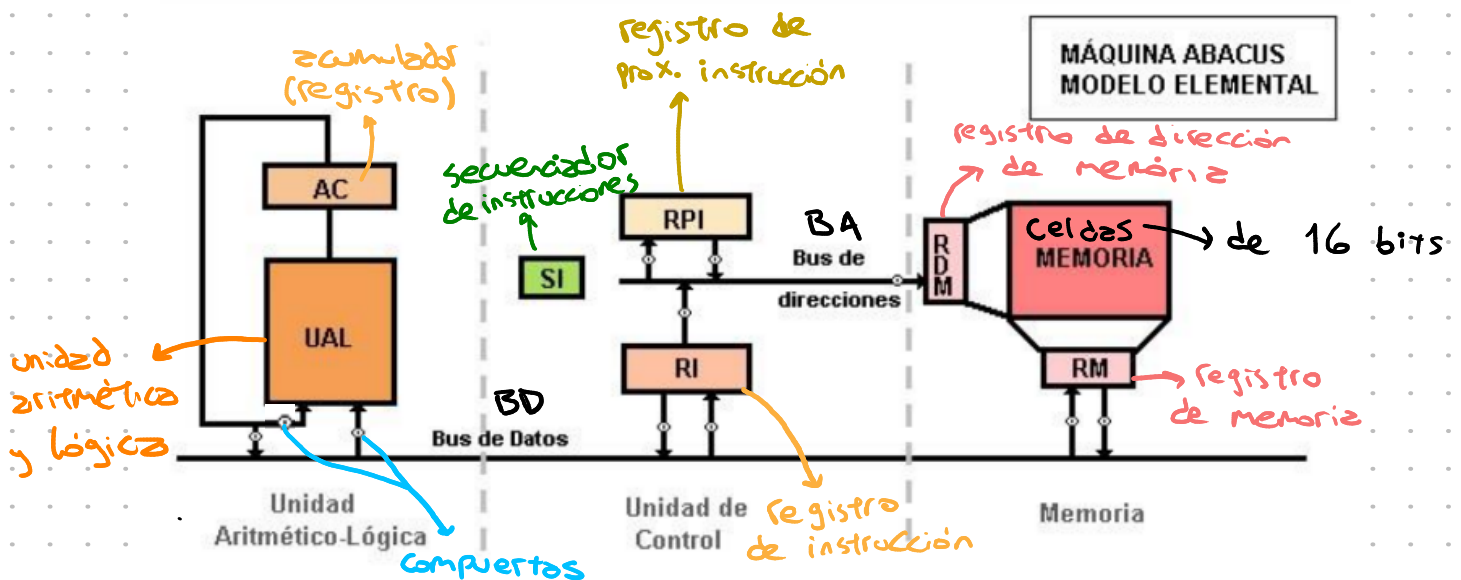 MÁQUINA ABACUS
MODELO ELEMENTAL
acumulador
(registro)
registro de
prox. instrucción
registro de dirección
de memória
secuenciador
de instrucciones
AC
RPI
BA
Bus de
direcciones
RDM
Celdas
MEMORIA
de 16 bits
SI
UAL
RI
RM
unidad
aritmética
y lógica
registro
de memoria
BD
Bus de Datos
Unidad
Aritmético-Lógica
Unidad de
Control
registro
de instrucción
Memoria
compuertas